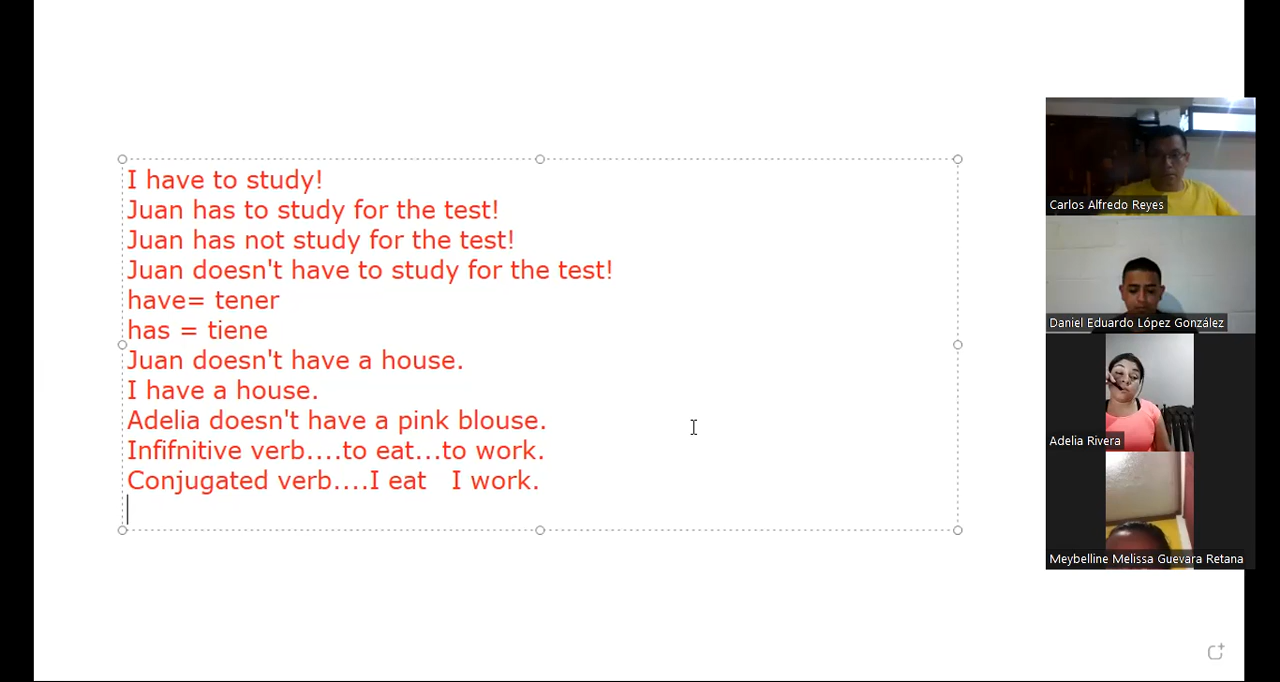 I have to study!
Juan has to study for the test!
Juan has not study for the test!
Juan doesn't have to study for the test!
have= tener
has = tiene
Juan doesn't have a house.
I have a house.
Adelia doesn't have a pink blouse.
Infifnitive verb....to eat...to work.
Conjugated verb....I eat   I work.
Carlos Alfredo Reyes
Daniel Eduardo López González
Adelia Rivera
Meybelline Melissa Guevara Retana